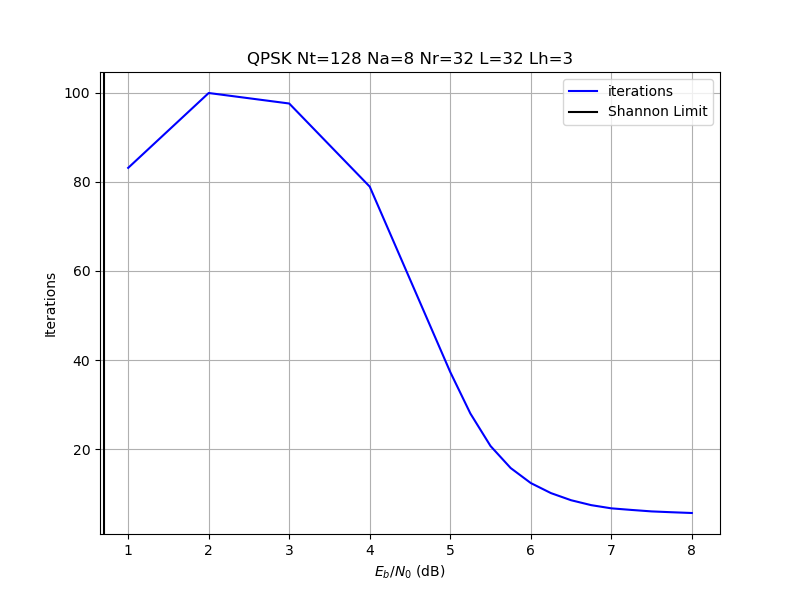 QPSK Nt=128 Na=8 Nr=32 L=32 Lh=3
iterations
Shannon Limit
100
80
60
40
20
Iterations
1 2 3 4 5 6 7 8
E_b/N_0 (dB)